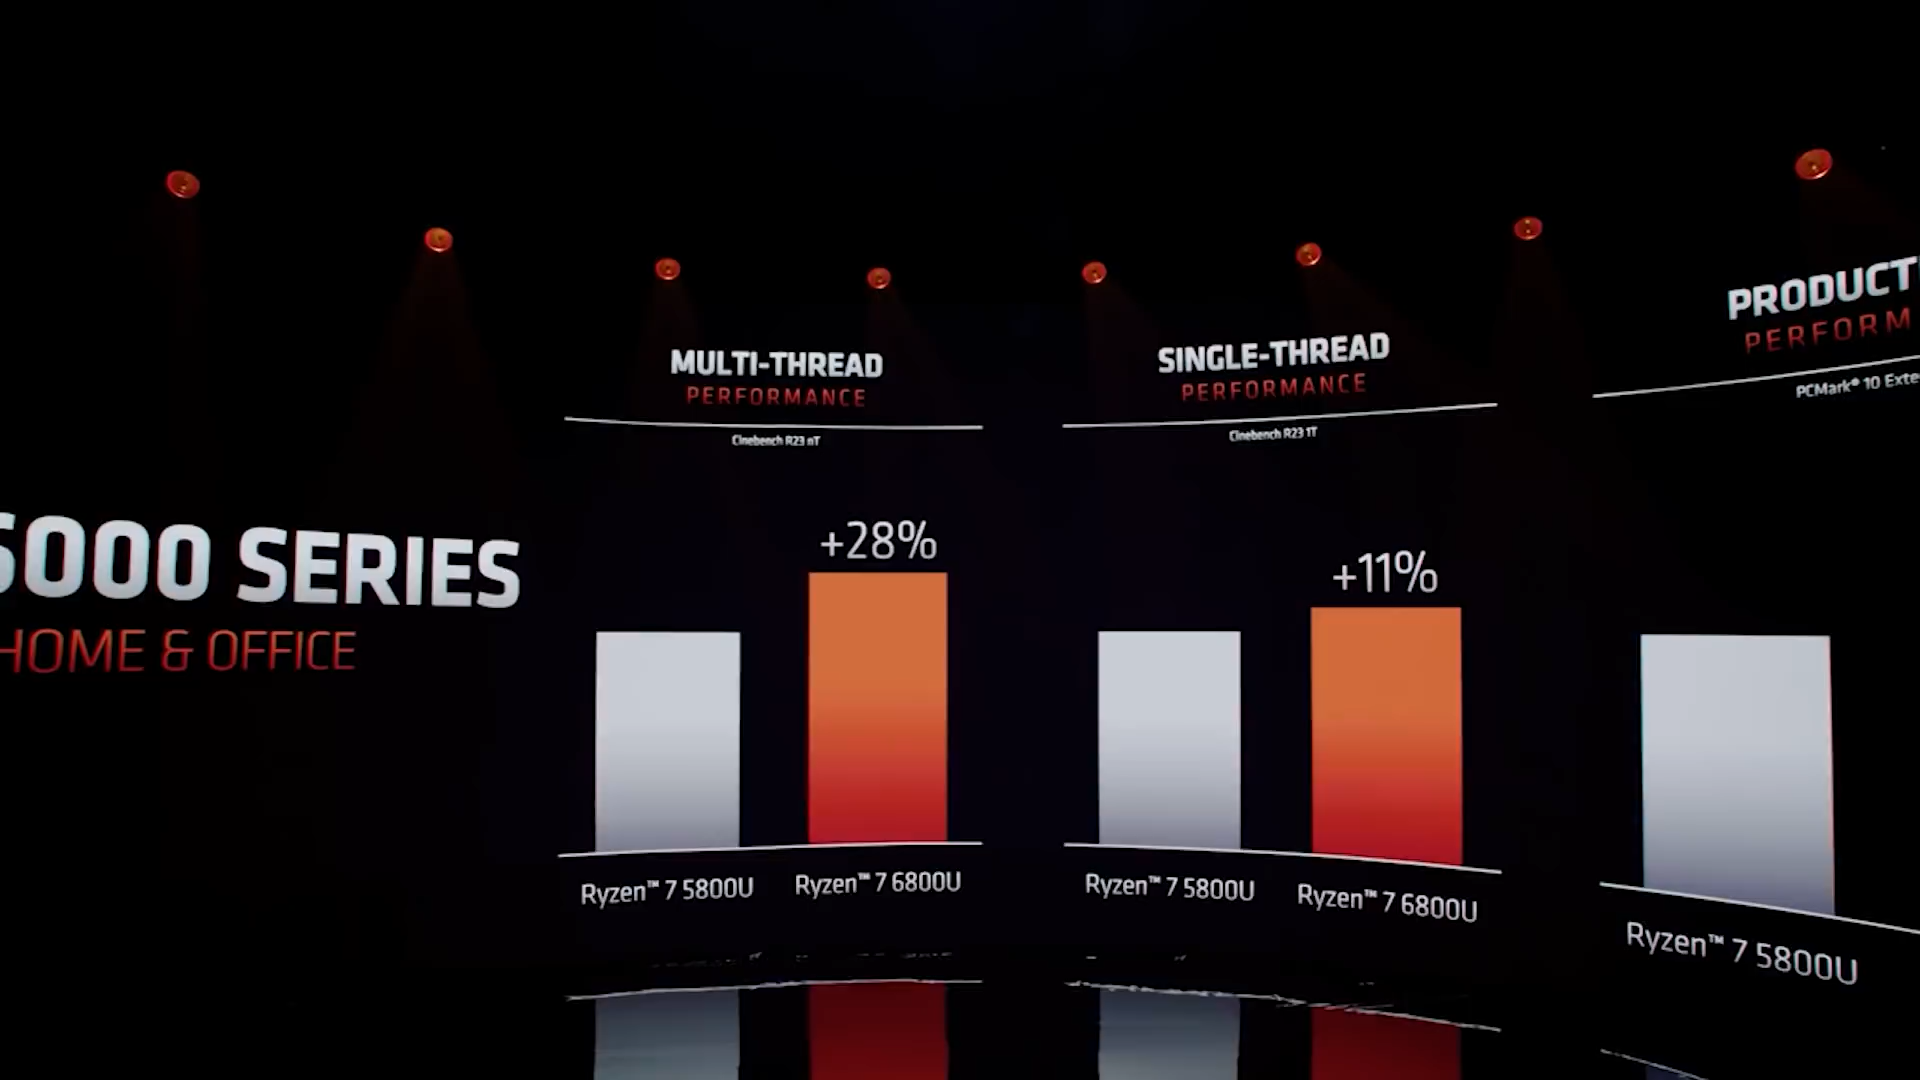 000 SERIES
HOME & OFFICE
MULTI-THREAD
PERFORMANCE
Cinebench R23 nT
+28%
Ryzen™ 7 5800U
Ryzen™ 7 6800U
SINGLE-THREAD
PERFORMANCE
Cinebench R23 1T
+11%
Ryzen™ 7 5800U
Ryzen™ 7 6800U
PRODUCT
PERFORM
PCMark® 10 Exte
Ryzen™ 7 5800U